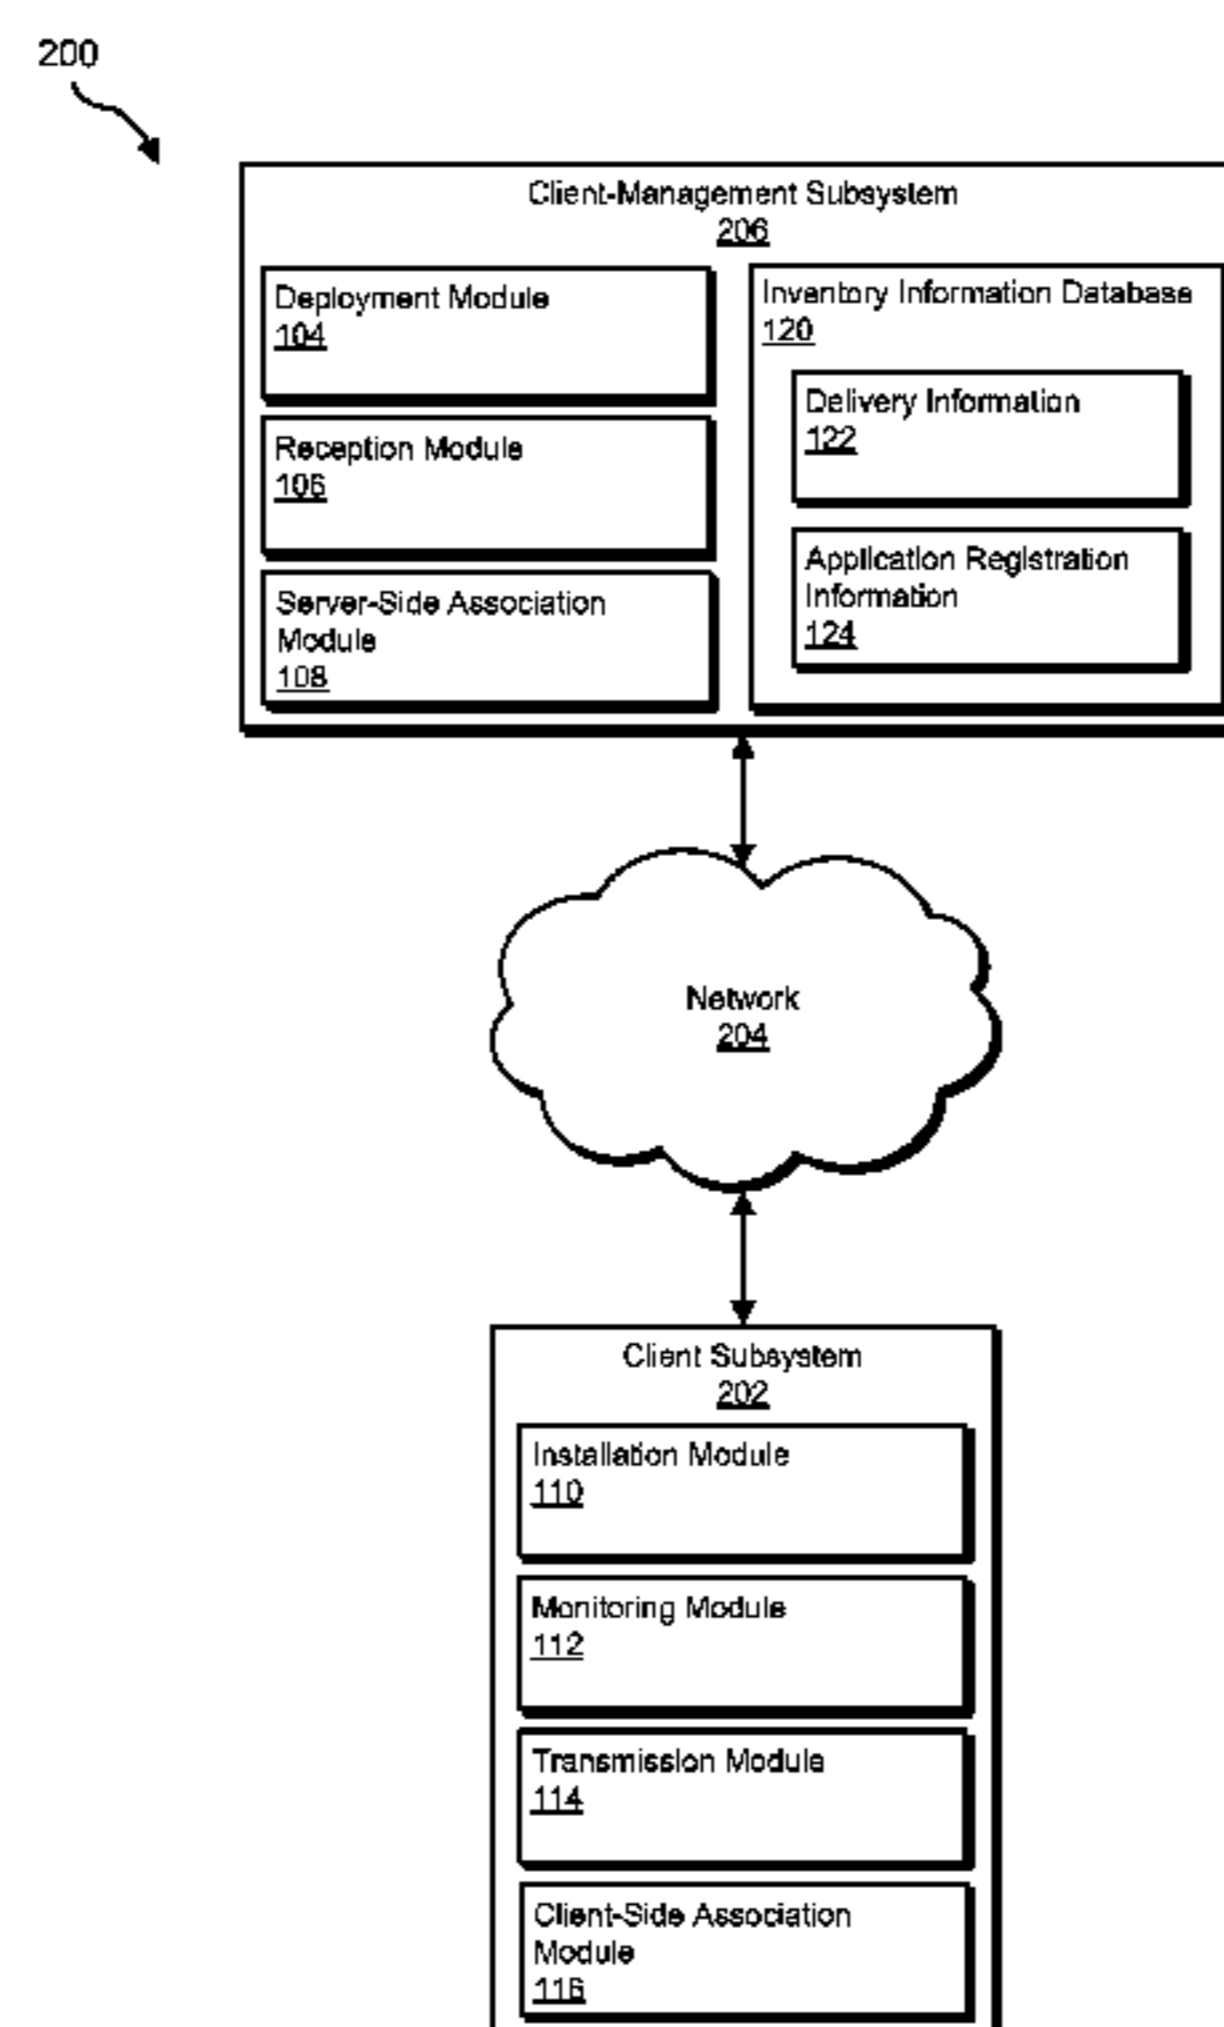 200
Client-Management Subsystem
206
Deployment Module
104
Reception Module
106
Server-Side Association
Module
108
Inventory Information Database
120
Delivery Information
122
Application Registration
Information
124
Network
204
Client Subsystem
202
Installation Module
110
Monitoring Module
112
Transmission Module
114
Client-Side Association
Module
116